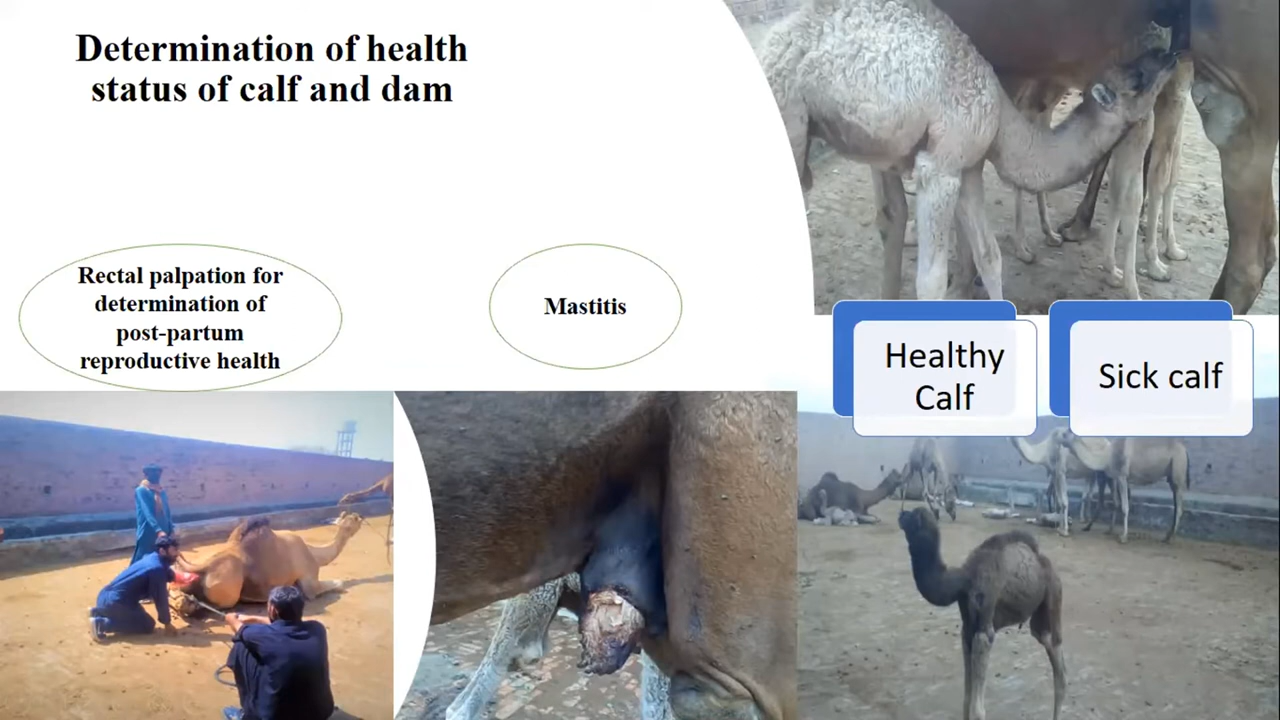 Determination of health
status of calf and dam
Rectal palpation for
determination of
post-partum
reproductive health
Mastitis
Healthy
Calf
Sick calf